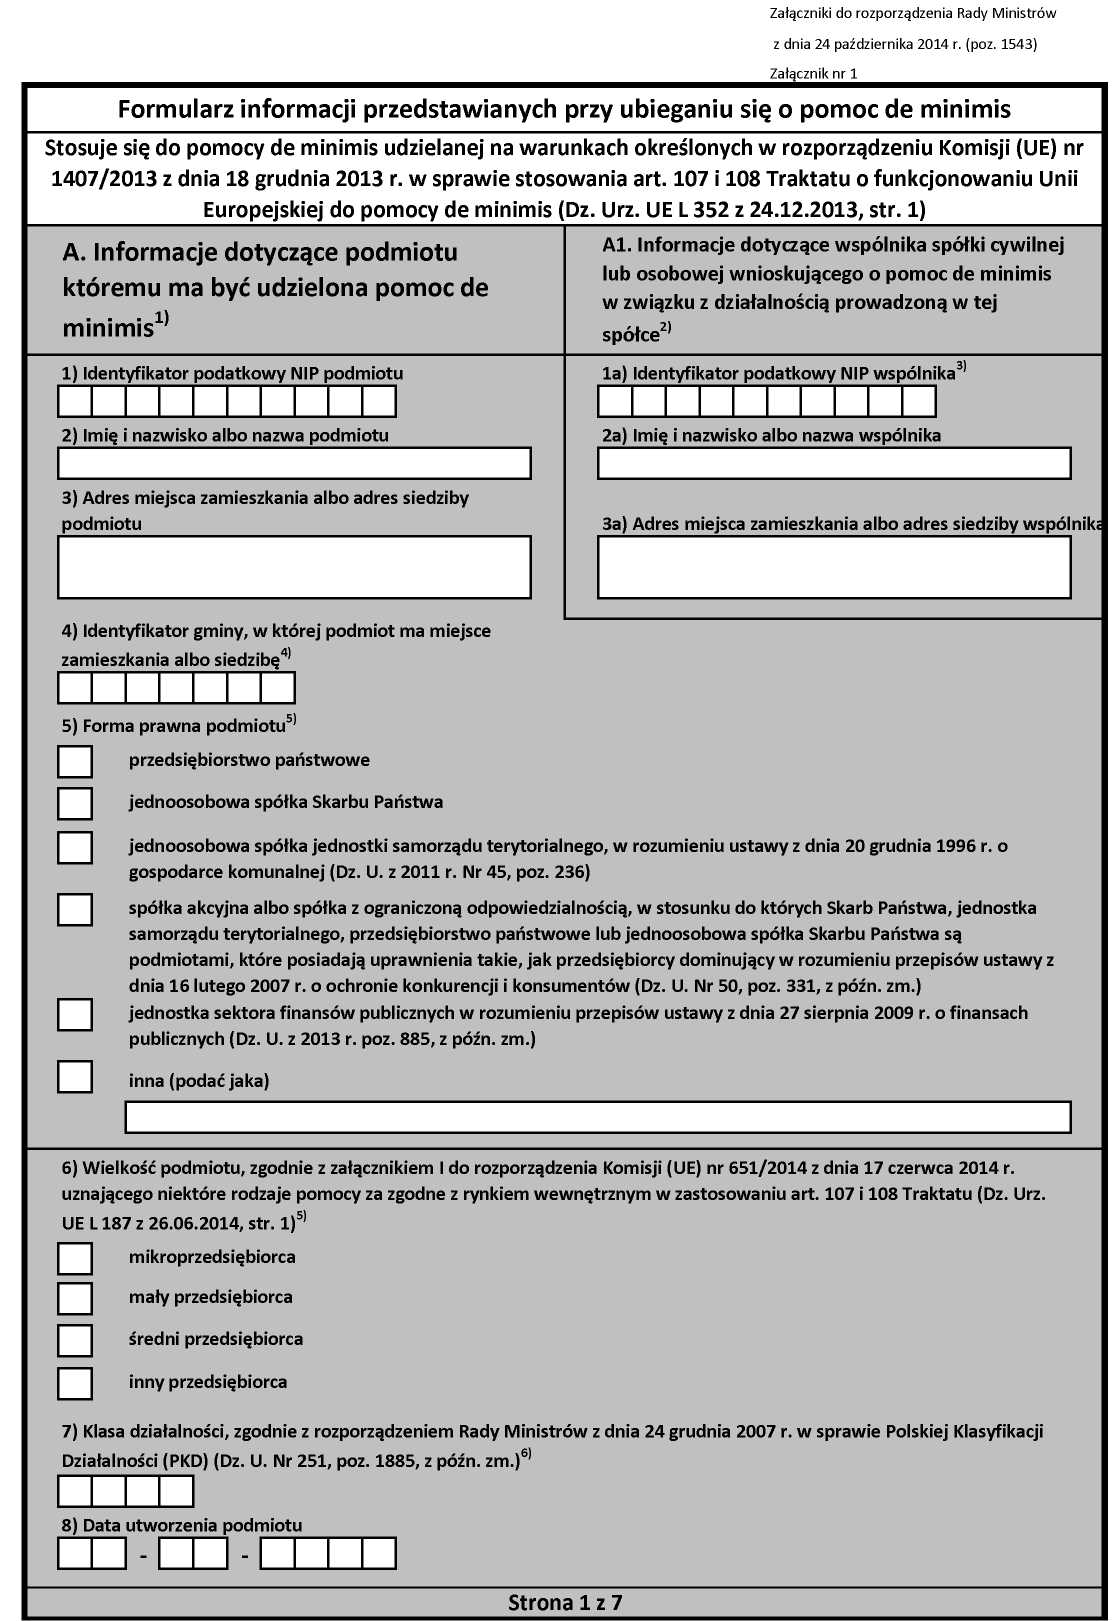 Załączniki do rozporządzenia Rady Ministrów
z dnia 24 października 2014 r. (poz. 1543)
Załącznik nr 1
Formularz informacji przedstawianych przy ubieganiu się o pomoc de minimis
Stosuje się do pomocy de minimis udzielanej na warunkach określonych w rozporządzeniu Komisji (UE) nr
1407/2013 z dnia 18 grudnia 2013 r. w sprawie stosowania art. 107 i 108 Traktatu o funkcjonowaniu Unii
Europejskiej do pomocy de minimis (Dz. Urz. UE L 352 z 24.12.2013, str. 1)
A. Informacje dotyczące podmiotu
któremu ma być udzielona pomoc de
minimis1)
A1. Informacje dotyczące wspólnika spółki cywilnej
lub osobowej wnioskującego o pomoc de minimis
w związku z działalnością prowadzoną w tej
spółce2)
1) Identyfikator podatkowy NIP podmiotu
1a) Identyfikator podatkowy NIP wspólnika3)
2) Imię i nazwisko albo nazwa podmiotu
2a) Imię i nazwisko albo nazwa wspólnika
3) Adres miejsca zamieszkania albo adres siedziby
podmiotu
3a) Adres miejsca zamieszkania albo adres siedziby wspólnika
4) Identyfikator gminy, w której podmiot ma miejsce
zamieszkania albo siedzibę4)
5) Forma prawna podmiotu5)
przedsiębiorstwo państwowe
jednoosobowa spółka Skarbu Państwa
jednoosobowa spółka jednostki samorządu terytorialnego, w rozumieniu ustawy z dnia 20 grudnia 1996 r. o
gospodarce komunalnej (Dz. U. z 2011 r. Nr 45, poz. 236)
spółka akcyjna albo spółka z ograniczoną odpowiedzialnością, w stosunku do których Skarb Państwa, jednostka
samorządu terytorialnego, przedsiębiorstwo państwowe lub jednoosobowa spółka Skarbu Państwa są
podmiotami, które posiadają uprawnienia takie, jak przedsiębiorcy dominujący w rozumieniu przepisów ustawy z
dnia 16 lutego 2007 r. o ochronie konkurencji i konsumentów (Dz. U. Nr 50, poz. 331, z późn. zm.)
jednostka sektora finansów publicznych w rozumieniu przepisów ustawy z dnia 27 sierpnia 2009 r. o finansach
publicznych (Dz. U. z 2013 r. poz. 885, z późn. zm.)
inna (podać jaka)
6) Wielkość podmiotu, zgodnie z załącznikiem I do rozporządzenia Komisji (UE) nr 651/2014 z dnia 17 czerwca 2014 r.
uznającego niektóre rodzaje pomocy za zgodne z rynkiem wewnętrznym w zastosowaniu art. 107 i 108 Traktatu (Dz. Urz.
UE L 187 z 26.06.2014, str. 1)5)
mikroprzedsiębiorca
mały przedsiębiorca
średni przedsiębiorca
inny przedsiębiorca
7) Klasa działalności, zgodnie z rozporządzeniem Rady Ministrów z dnia 24 grudnia 2007 r. w sprawie Polskiej Klasyfikacji
Działalności (PKD) (Dz. U. Nr 251, poz. 1885, z późn. zm.)6)
8) Data utworzenia podmiotu
- -
Strona 1 z 7